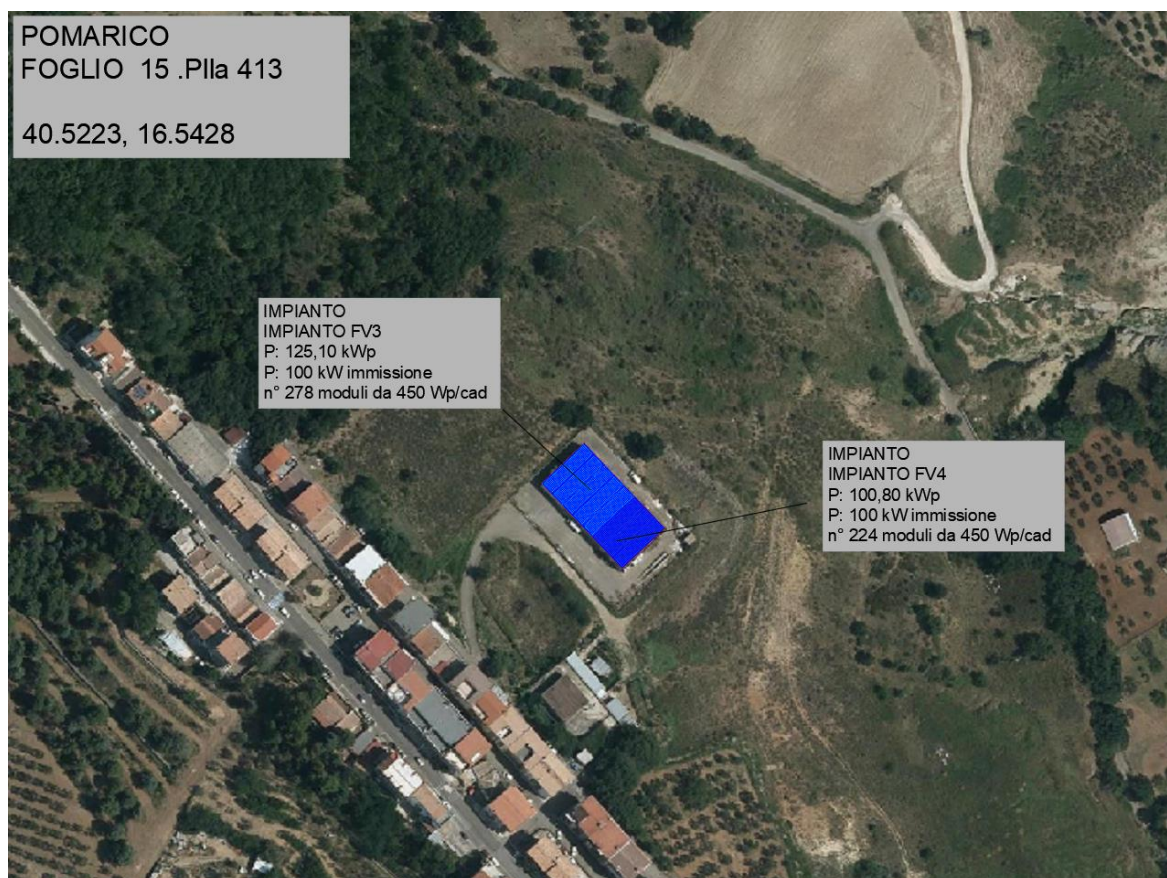 POMARICO
FOGLIO 15 .Plla 413
40.5223, 16.5428
IMPIANTO
IMPIANTO FV3
P: 125,10 kWp
P: 100 kW immissione
n° 278 moduli da 450 Wp/cad
IMPIANTO
IMPIANTO FV4
P: 100,80 kWp
P: 100 kW immissione
n° 224 moduli da 450 Wp/cad